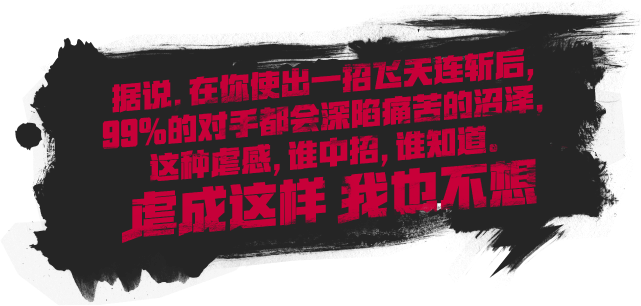 据说，在你使出一招飞天连斩后，
99%的对手都会深陷痛苦的沼泽，
这种虐感，谁中招，谁知道。
虐成这样 我也不想